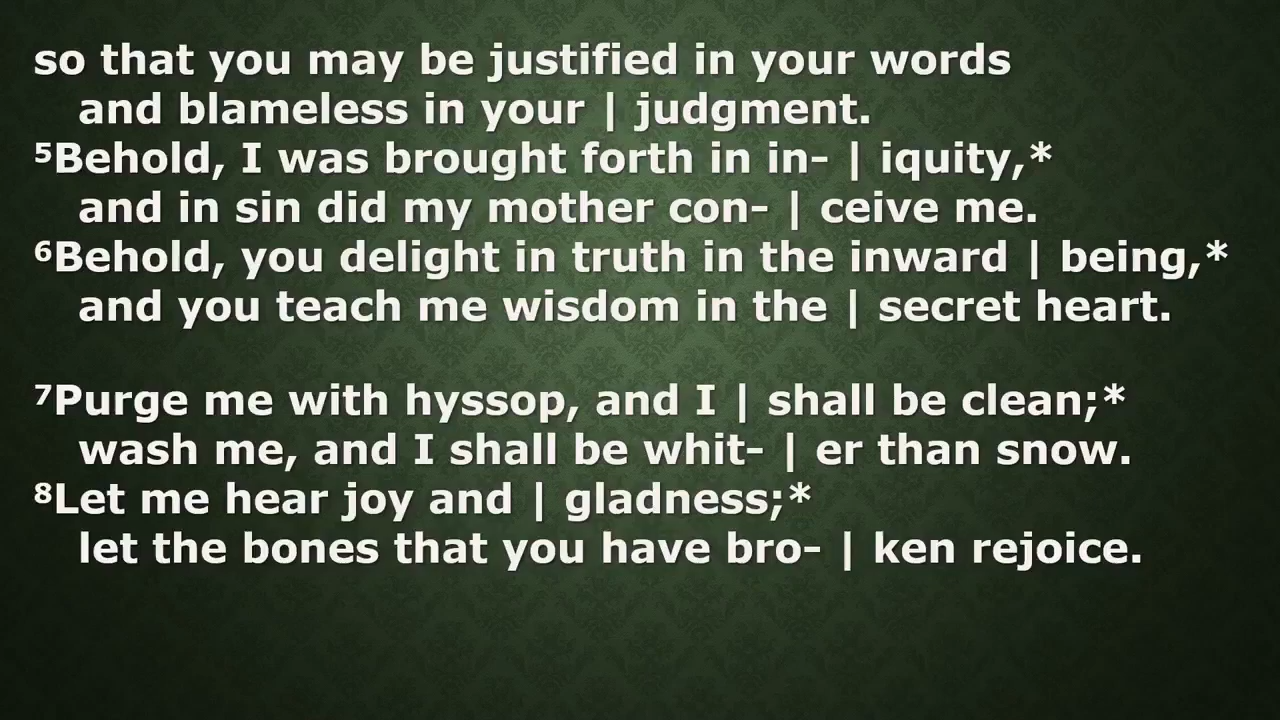 so that you may be justified in your words
and blameless in your | judgment.
⁵Behold, I was brought forth in in- | iquity,*
and in sin did my mother con- | ceive me.
⁶Behold, you delight in truth in the inward | being,*
and you teach me wisdom in the | secret heart.
⁷Purge me with hyssop, and I | shall be clean;*
wash me, and I shall be whit- | er than snow.
⁸Let me hear joy and | gladness;*
let the bones that you have bro- | ken rejoice.